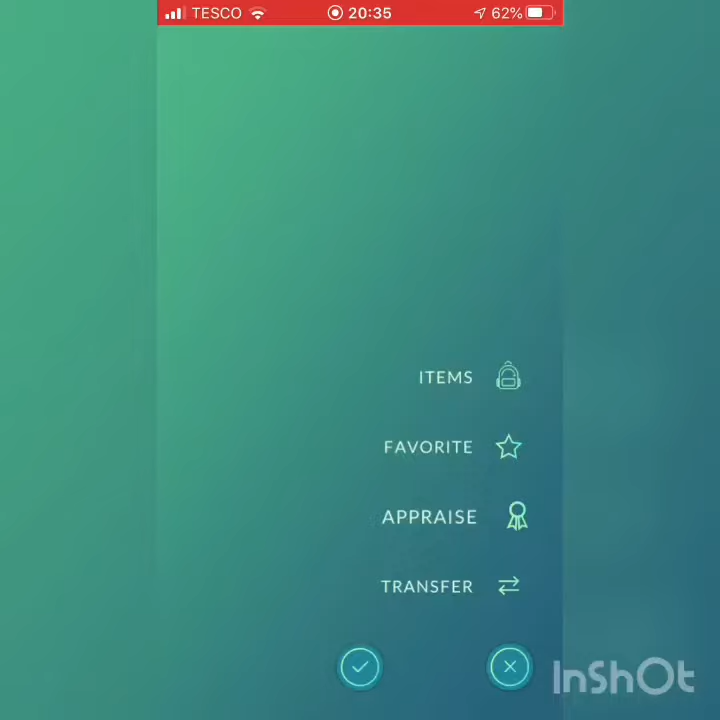 TESCO 20:35 62%
ITEMS
FAVORITE
APPRAISE
TRANSFER
InShOt